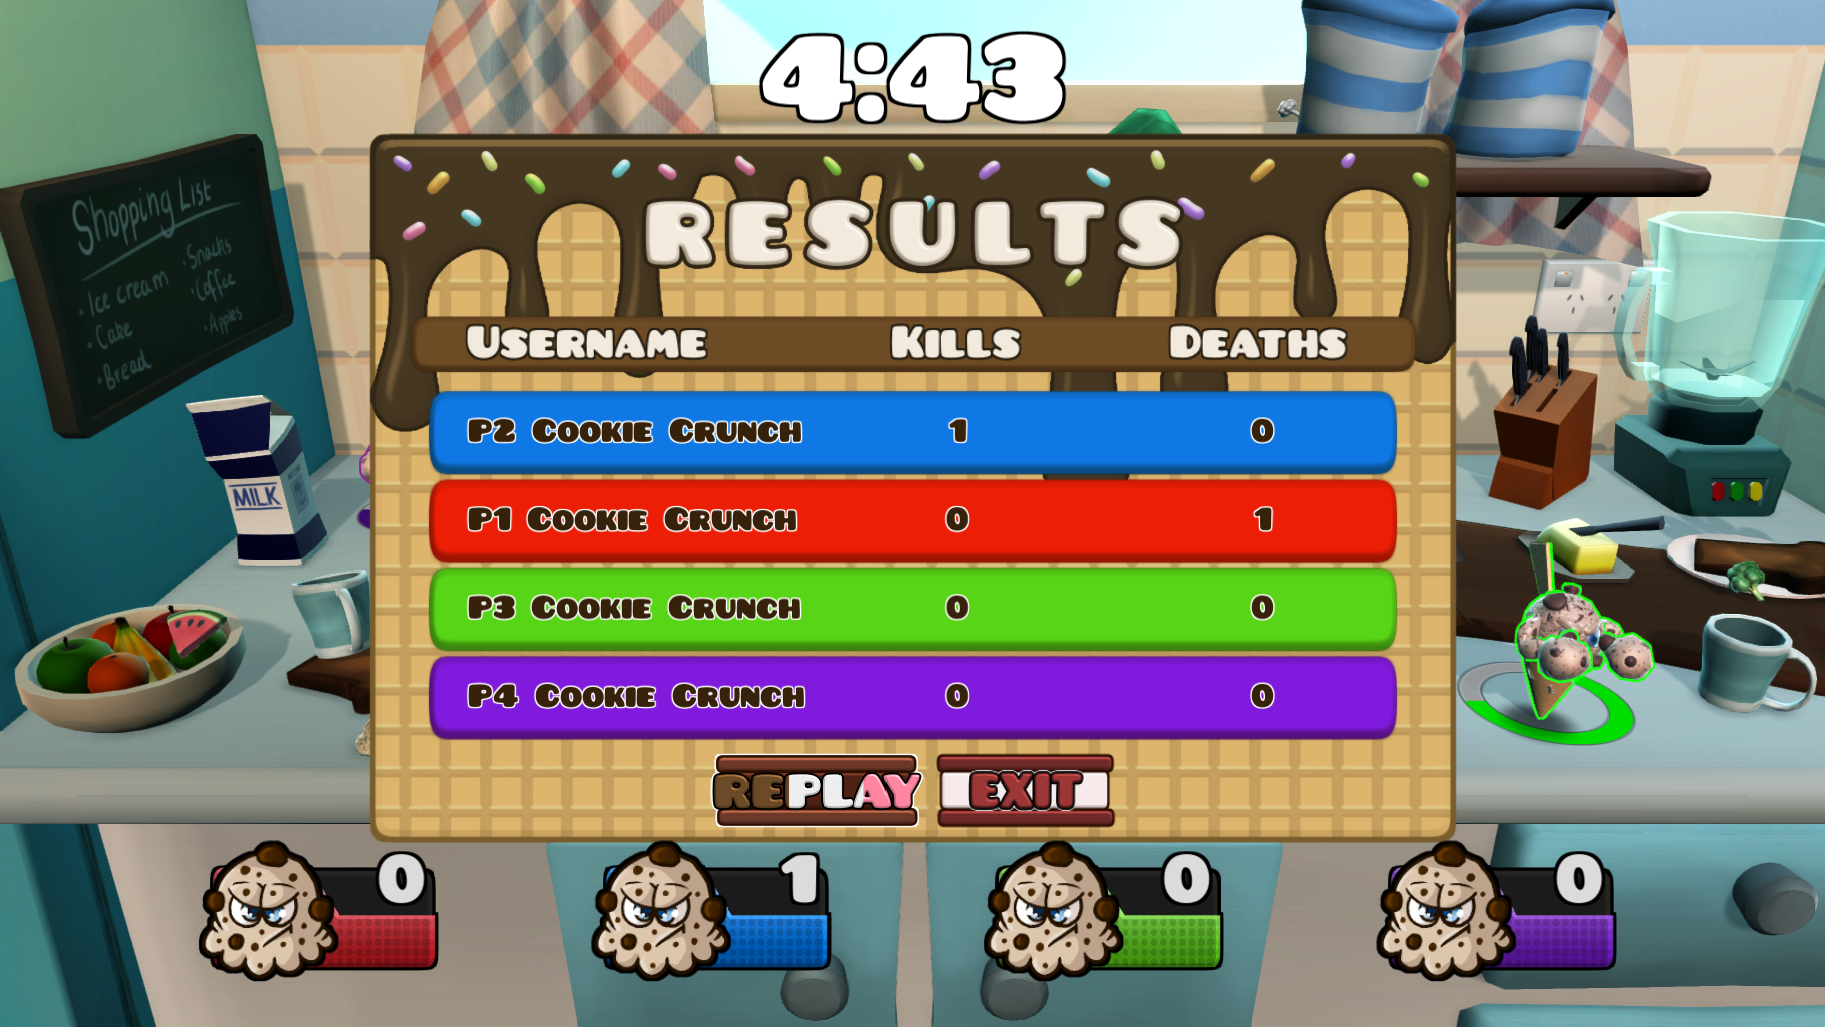 4:43
Shopping List
· Ice cream
· Cake
· Bread
· Snacks
· Coffee
· Apples
RESULTS
USERNAME KILLS DEATHS
P2 COOKIE CRUNCH 1 0
P1 COOKIE CRUNCH 0 1
P3 COOKIE CRUNCH 0 0
P4 COOKIE CRUNCH 0 0
MILK
REPLAY EXIT
0 1 0 0